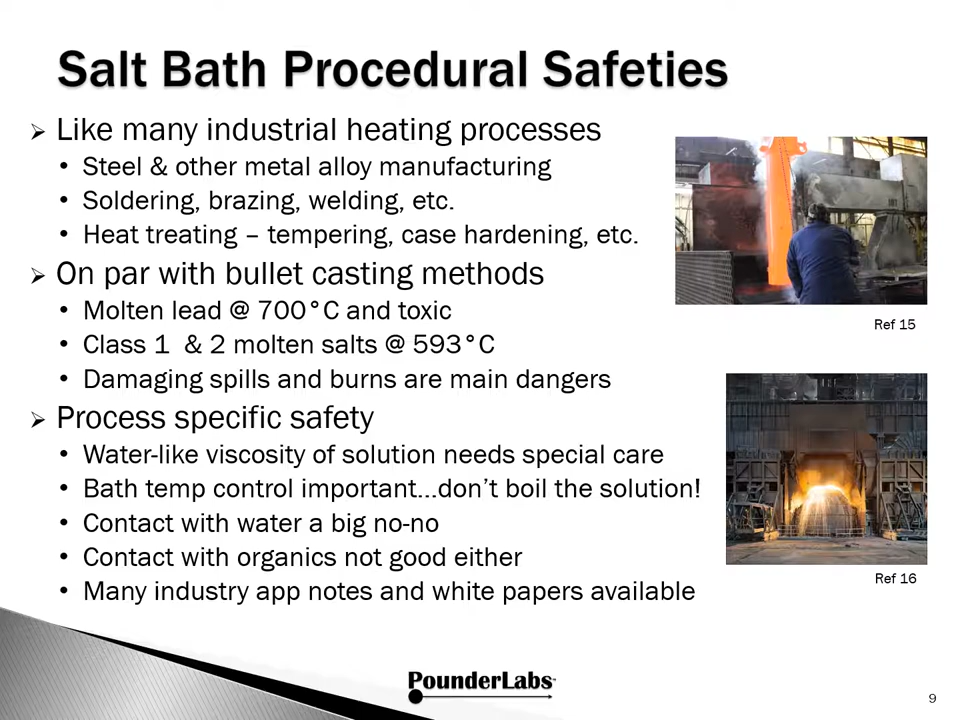 Salt Bath Procedural Safeties
➢ Like many industrial heating processes
• Steel & other metal alloy manufacturing
• Soldering, brazing, welding, etc.
• Heat treating – tempering, case hardening, etc.
➢ On par with bullet casting methods
• Molten lead @ 700°C and toxic
• Class 1 & 2 molten salts @ 593°C
• Damaging spills and burns are main dangers
➢ Process specific safety
• Water-like viscosity of solution needs special care
• Bath temp control important...don't boil the solution!
• Contact with water a big no-no
• Contact with organics not good either
• Many industry app notes and white papers available
Ref 15
Ref 16
PounderLabs
9